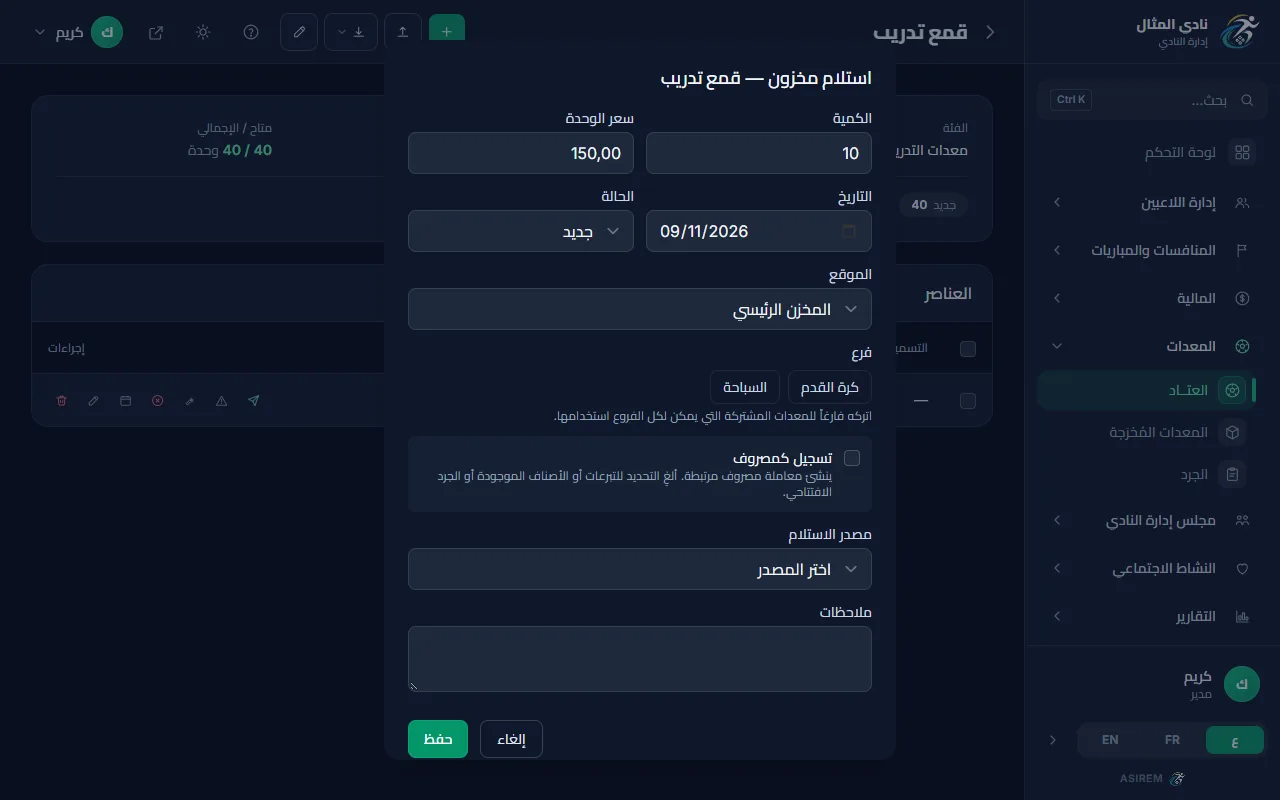 نادي المثال
إدارة النادي
بحث...
Ctrl K
لوحة التحكم
إدارة اللاعبين
المنافسات والمباريات
المالية
المعدات
العتاد
المعدات المُخرَجة
الجرد
مجلس إدارة النادي
النشاط الاجتماعي
التقارير
كريم
مدير
ك
ع
FR
EN
ASIREM
قمع تدريب
ك
كريم
الفئة
معدات التدريب
متاح / الإجمالي
40 / 40 وحدة
جديد 40
العناصر
إجراءات
—
استلام مخزون — قمع تدريب
الكمية
سعر الوحدة
10
150,00
التاريخ
الحالة
09/11/2026
جديد
الموقع
المخزن الرئيسي
فرع
كرة القدم
السباحة
اتركه فارغاً للمعدات المشتركة التي يمكن لكل الفروع استخدامها.
تسجيل كمصروف
ينشئ معاملة مصروف مرتبطة. ألغِ التحديد للتبرعات أو الأصناف الموجودة أو الجرد
الافتتاحي.
مصدر الاستلام
اختر المصدر
ملاحظات
إلغاء
حفظ